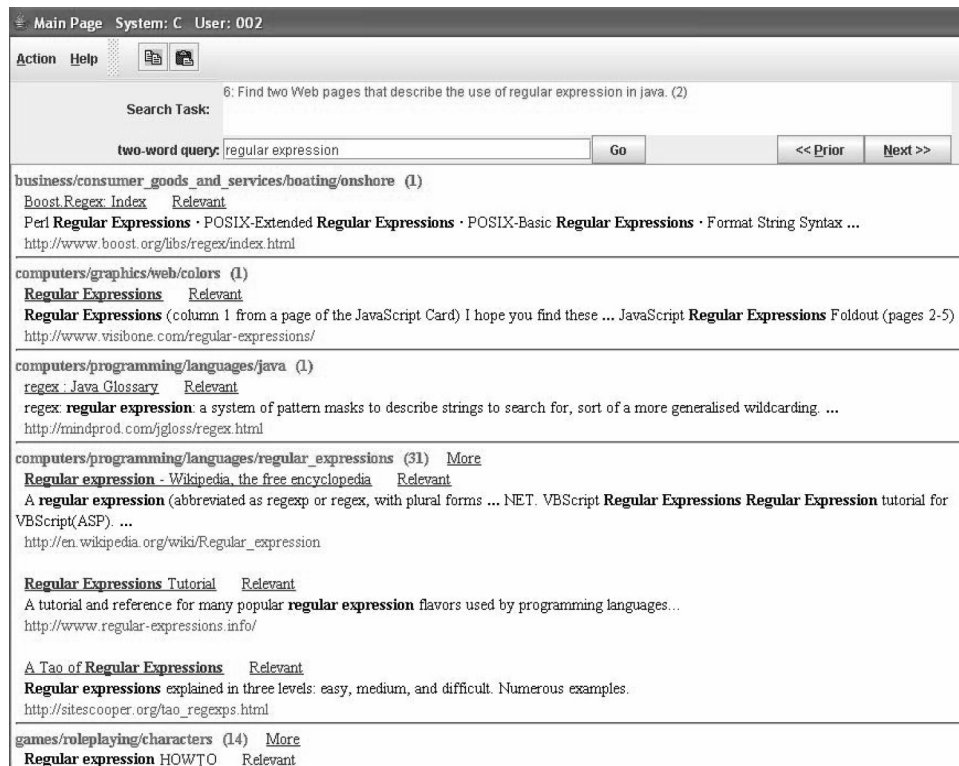 Main Page System: C User: 002
Action Help
Search Task:
6: Find two Web pages that describe the use of regular expression in java. (2)
two-word query: regular expression Go << Prior Next >>
business/consumer_goods_and_services/boating/onshore (1)
Boost.Regex: Index Relevant
Perl Regular Expressions · POSIX-Extended Regular Expressions · POSIX-Basic Regular Expressions · Format String Syntax ...
http://www.boost.org/libs/regex/index.html
computers/graphics/web/colors (1)
Regular Expressions Relevant
Regular Expressions (column 1 from a page of the JavaScript Card) I hope you find these ... JavaScript Regular Expressions Foldout (pages 2-5)
http://www.visibone.com/regular-expressions/
computers/programming/languages/java (1)
regex : Java Glossary Relevant
regex: regular expression: a system of pattern masks to describe strings to search for, sort of a more generalised wildcarding. ...
http://mindprod.com/jgloss/regex.html
computers/programming/languages/regular_expressions (31) More
Regular expression - Wikipedia, the free encyclopedia Relevant
A regular expression (abbreviated as regexp or regex, with plural forms ... NET. VBScript Regular Expressions Regular Expression tutorial for
VBScript(ASP). ...
http://en.wikipedia.org/wiki/Regular_expression
Regular Expressions Tutorial Relevant
A tutorial and reference for many popular regular expression flavors used by programming languages...
http://www.regular-expressions.info/
A Tao of Regular Expressions Relevant
Regular expressions explained in three levels: easy, medium, and difficult. Numerous examples.
http://sitescooper.org/tao_regexps.html
games/roleplaying/characters (14) More
Regular expression HOWTO Relevant